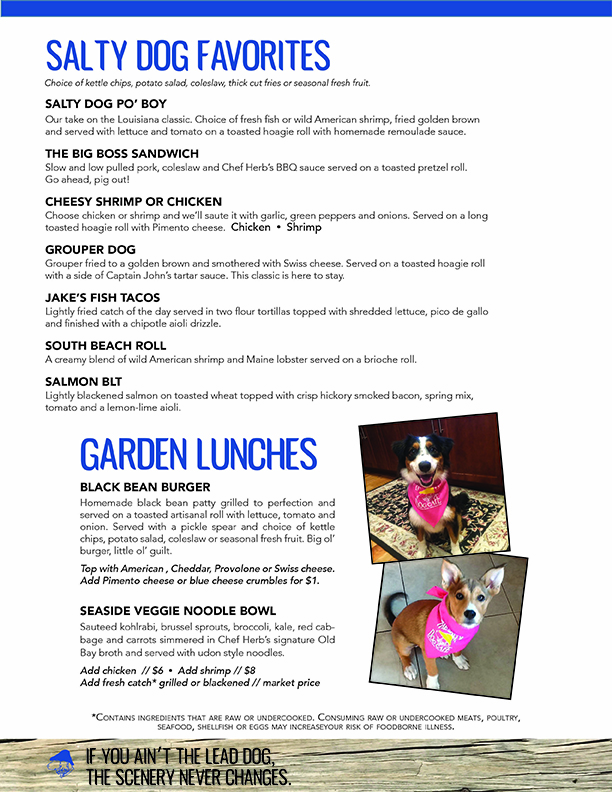 SALTY DOG FAVORITES
Choice of kettle chips, potato salad, coleslaw, thick cut fries or seasonal fresh fruit.
SALTY DOG PO' BOY
Our take on the Louisiana classic. Choice of fresh fish or wild American shrimp, fried golden brown
and served with lettuce and tomato on a toasted hoagie roll with homemade remoulade sauce.
THE BIG BOSS SANDWICH
Slow and low pulled pork, coleslaw and Chef Herb's BBQ sauce served on a toasted pretzel roll.
Go ahead, pig out!
CHEESY SHRIMP OR CHICKEN
Choose chicken or shrimp and we'll saute it with garlic, green peppers and onions. Served on a long
toasted hoagie roll with Pimento cheese. Chicken • Shrimp
GROUPER DOG
Grouper fried to a golden brown and smothered with Swiss cheese. Served on a toasted hoagie roll
with a side of Captain John's tartar sauce. This classic is here to stay.
JAKE'S FISH TACOS
Lightly fried catch of the day served in two flour tortillas topped with shredded lettuce, pico de gallo
and finished with a chipotle aioli drizzle.
SOUTH BEACH ROLL
A creamy blend of wild American shrimp and Maine lobster served on a brioche roll.
SALMON BLT
Lightly blackened salmon on toasted wheat topped with crisp hickory smoked bacon, spring mix,
tomato and a lemon-lime aioli.
GARDEN LUNCHES
BLACK BEAN BURGER
Homemade black bean patty grilled to perfection and
served on a toasted artisanal roll with lettuce, tomato and
onion. Served with a pickle spear and choice of kettle
chips, potato salad, coleslaw or seasonal fresh fruit. Big ol'
burger, little ol' guilt.
Top with American , Cheddar, Provolone or Swiss cheese.
Add Pimento cheese or blue cheese crumbles for $1.
SEASIDE VEGGIE NOODLE BOWL
Sauteed kohlrabi, brussel sprouts, broccoli, kale, red cab-
bage and carrots simmered in Chef Herb's signature Old
Bay broth and served with udon style noodles.
Add chicken // $6 • Add shrimp // $8
Add fresh catch* grilled or blackened // market price
*CONTAINS INGREDIENTS THAT ARE RAW OR UNDERCOOKED. CONSUMING RAW OR UNDERCOOKED MEATS, POULTRY,
SEAFOOD, SHELLFISH OR EGGS MAY INCREASEYOUR RISK OF FOODBORNE ILLNESS.
IF YOU AIN'T THE LEAD DOG,
THE SCENERY NEVER CHANGES.